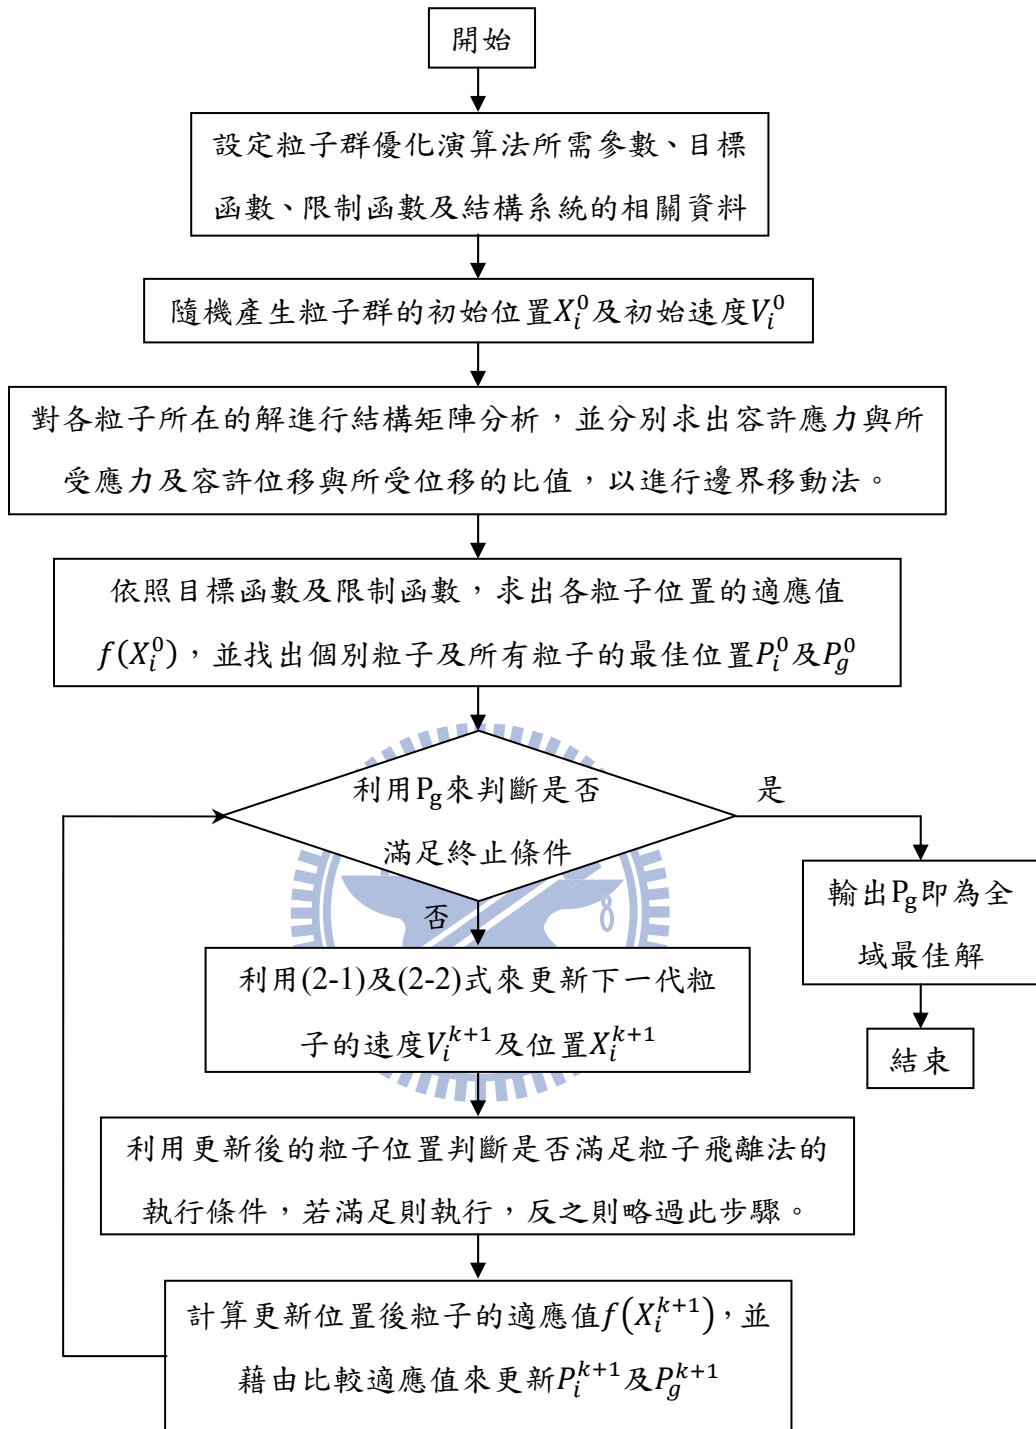 開始
設定粒子群優化演算法所需參數、目標
函數、限制函數及結構系統的相關資料
隨機產生粒子群的初始位置$X_i^0$及初始速度$V_i^0$
對各粒子所在的解進行結構矩陣分析，並分別求出容許應力與所
受應力及容許位移與所受位移的比值，以進行邊界移動法。
依照目標函數及限制函數，求出各粒子位置的適應值
$f(X_i^0)$，並找出個別粒子及所有粒子的最佳位置$P_i^0$及$P_g^0$
利用$P_g$來判斷是否
滿足終止條件
是
否
輸出$P_g$即為全
域最佳解
結束
利用(2-1)及(2-2)式來更新下一代粒
子的速度$V_i^{k+1}$及位置$X_i^{k+1}$
利用更新後的粒子位置判斷是否滿足粒子飛離法的
執行條件，若滿足則執行，反之則略過此步驟。
計算更新位置後粒子的適應值$f(X_i^{k+1})$，並
藉由比較適應值來更新$P_i^{k+1}$及$P_g^{k+1}$